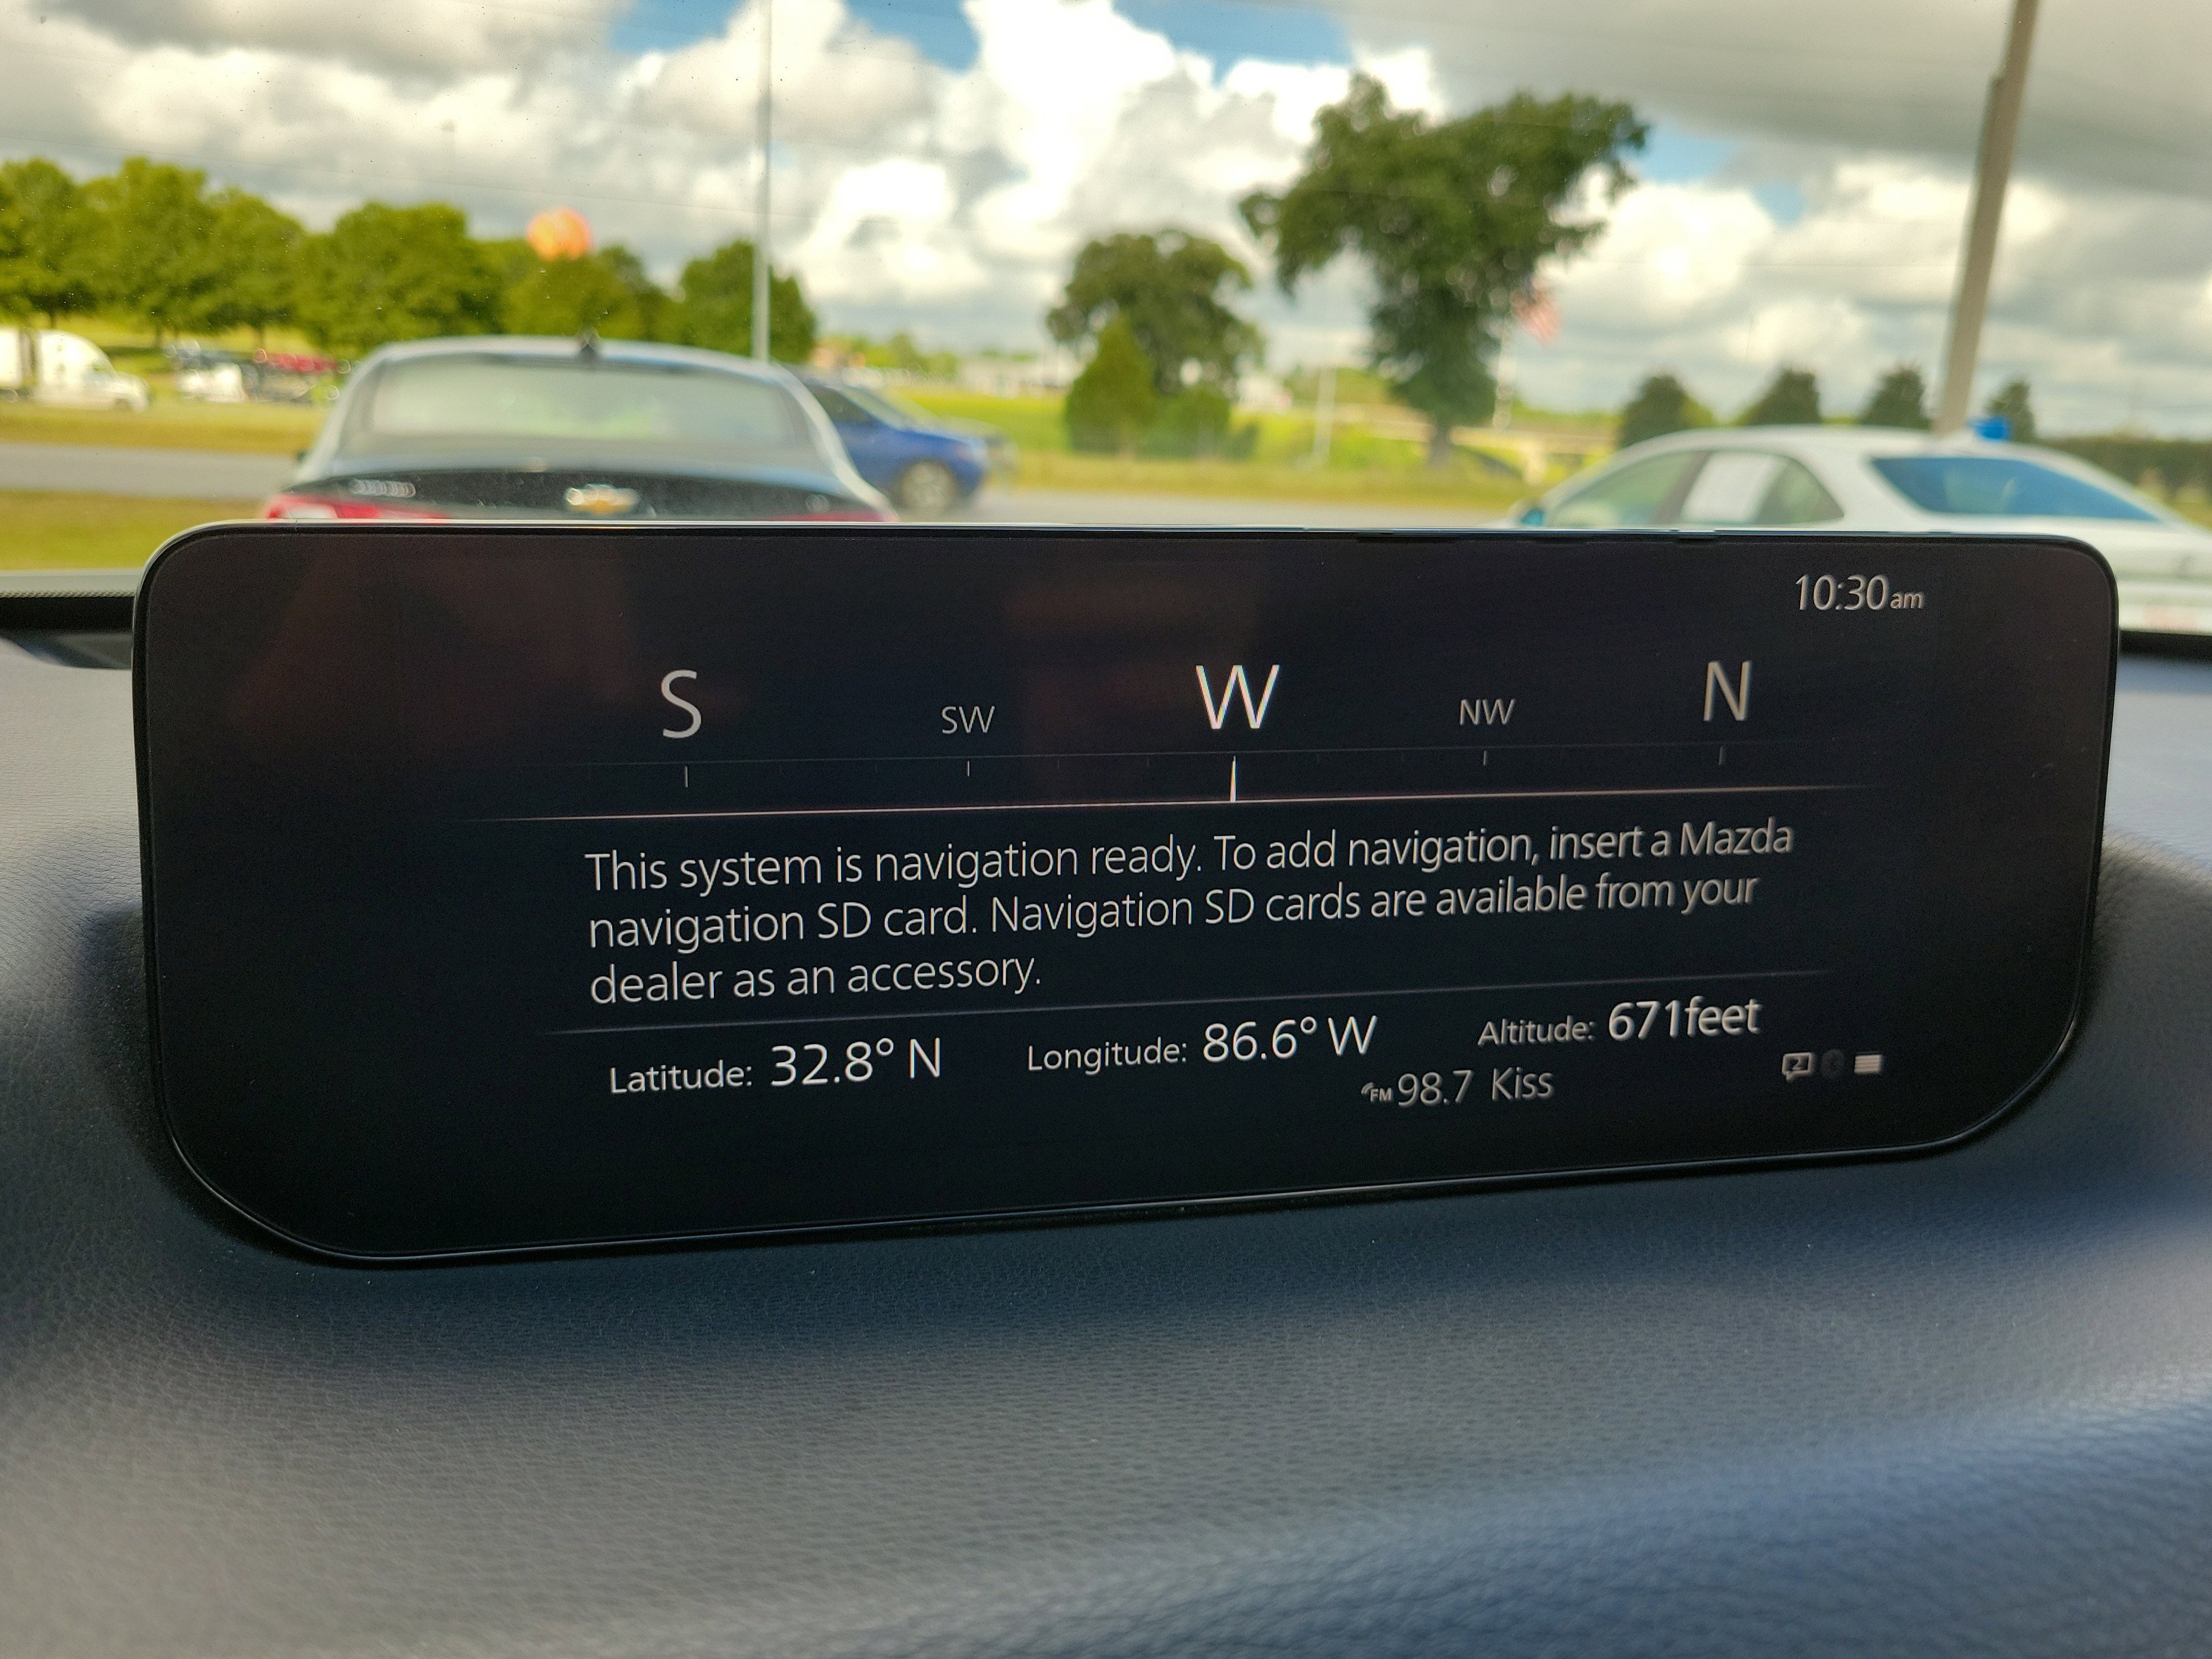 10:30am
S SW W NW N
This system is navigation ready. To add navigation, insert a Mazda
navigation SD card. Navigation SD cards are available from your
dealer as an accessory.
Latitude: 32.8° N Longitude: 86.6° W Altitude: 671feet
FM 98.7 Kiss
2